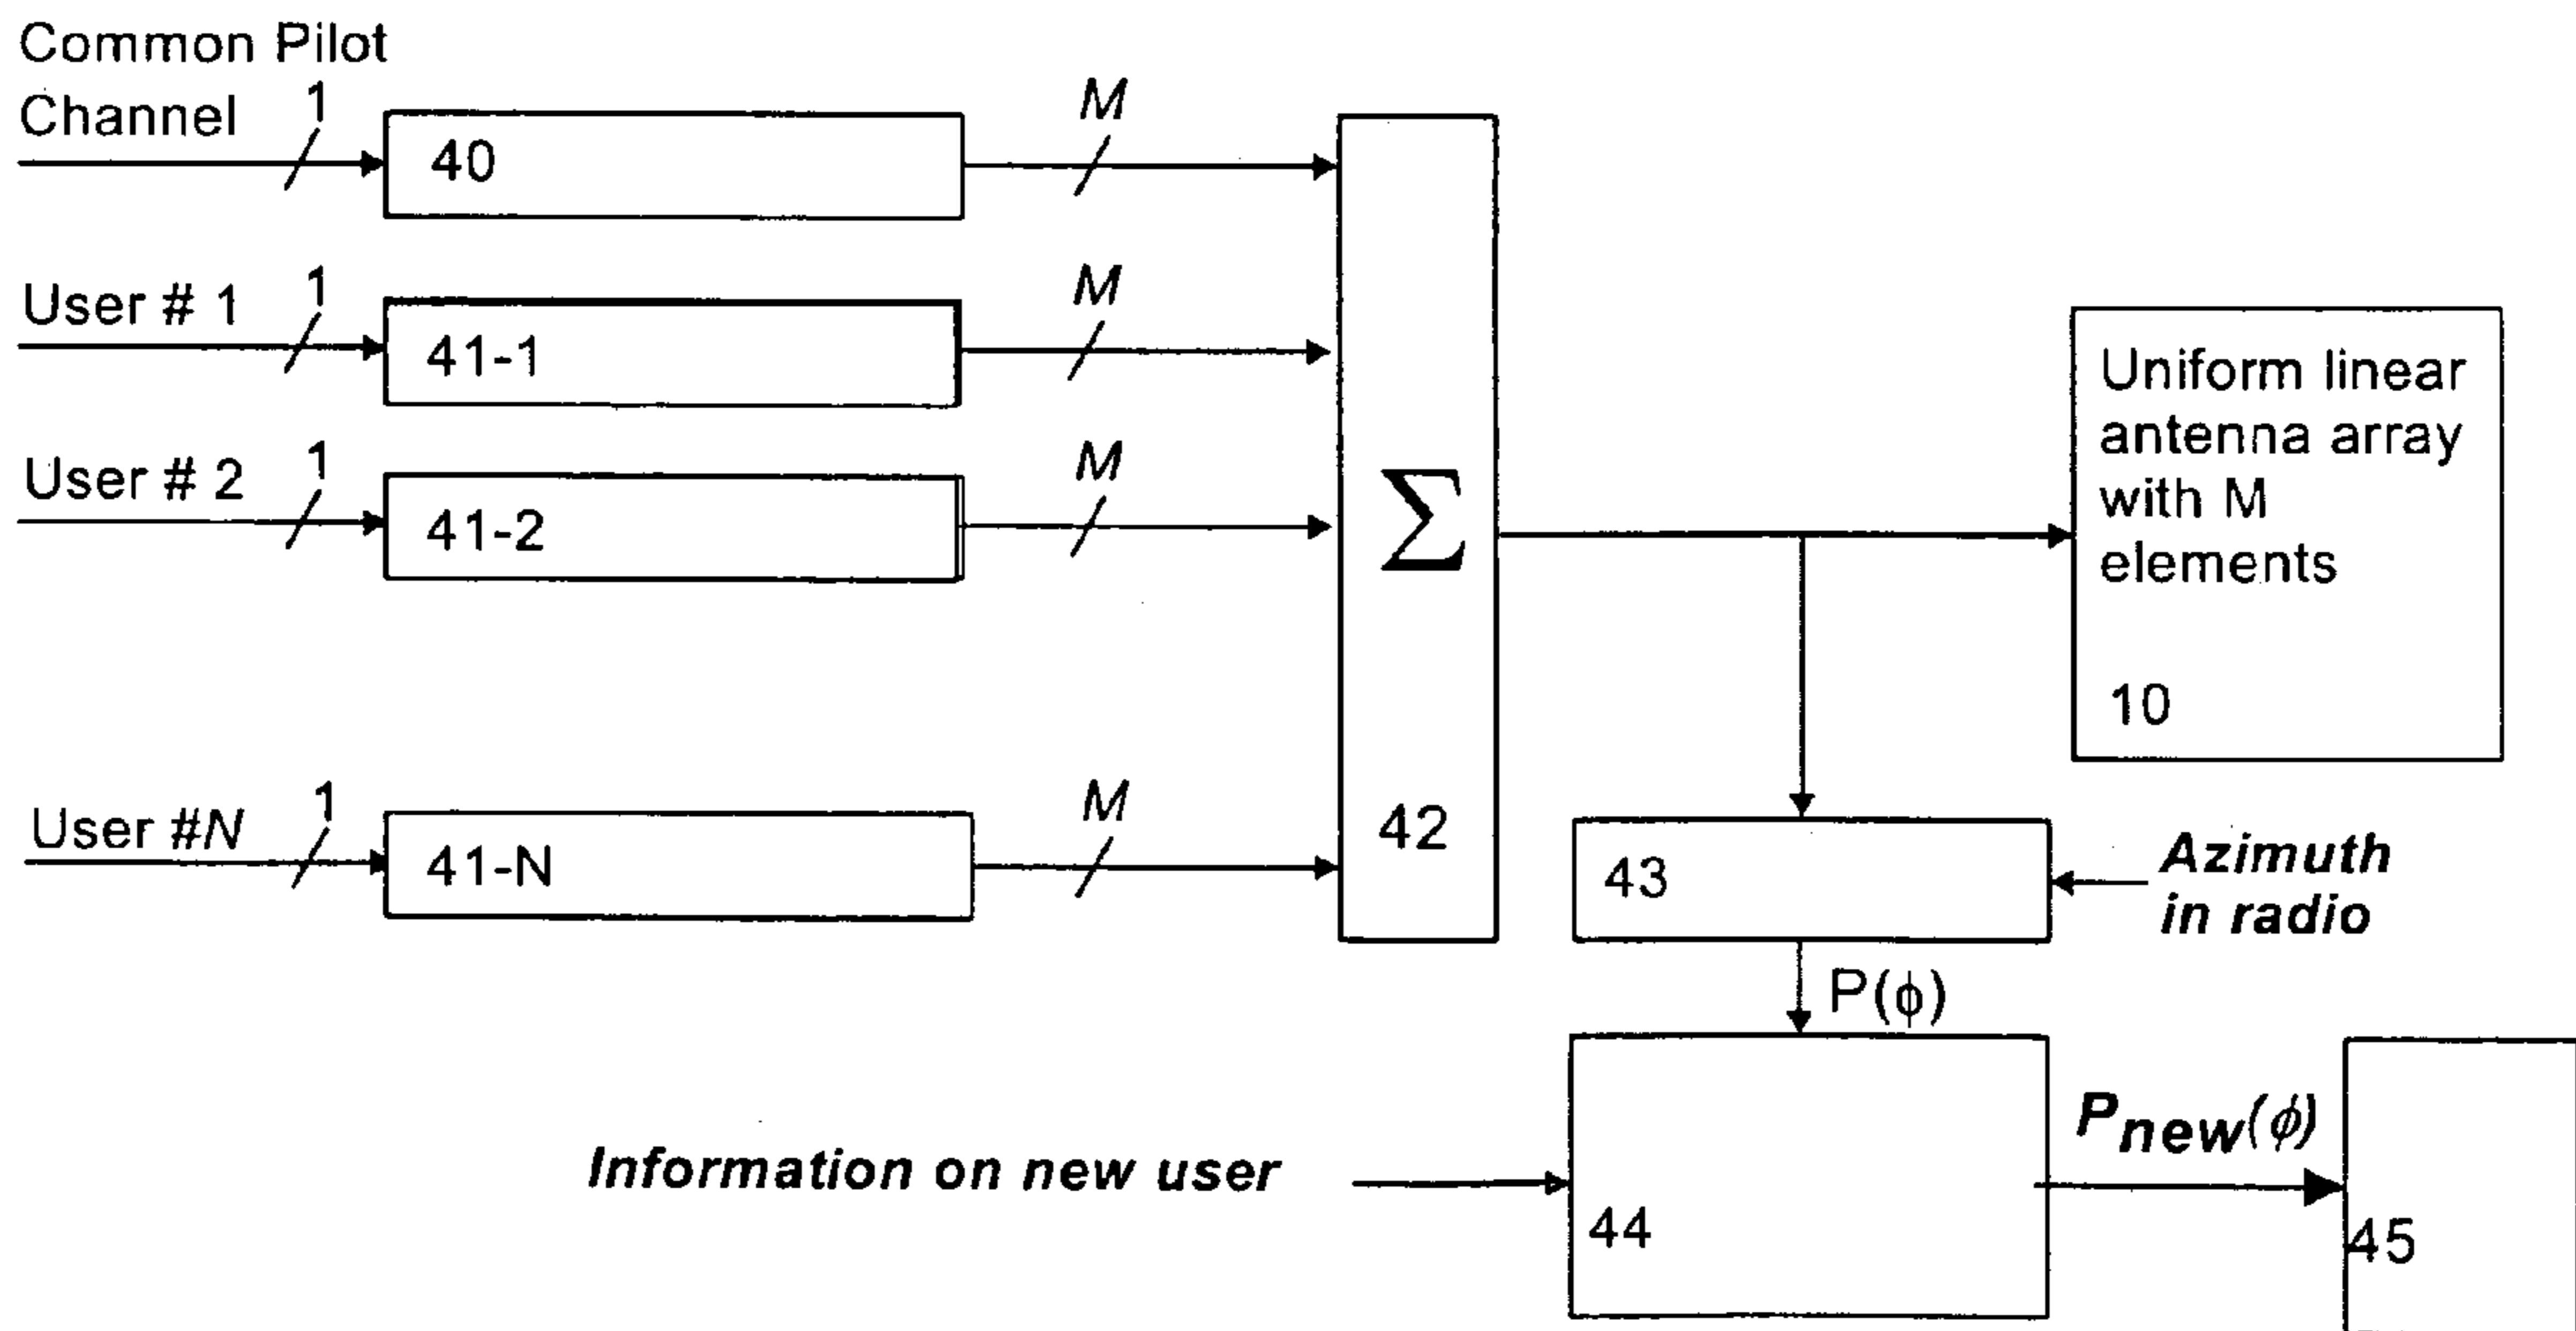 Common Pilot
Channel
1
40
M
User # 1
1
41-1
M
User # 2
1
41-2
M
Σ
42
User #N
1
41-N
M
Uniform linear
antenna array
with M
elements
10
43
Azimuth
in radio
P(ϕ)
Information on new user
44
Pnew(ϕ)
45